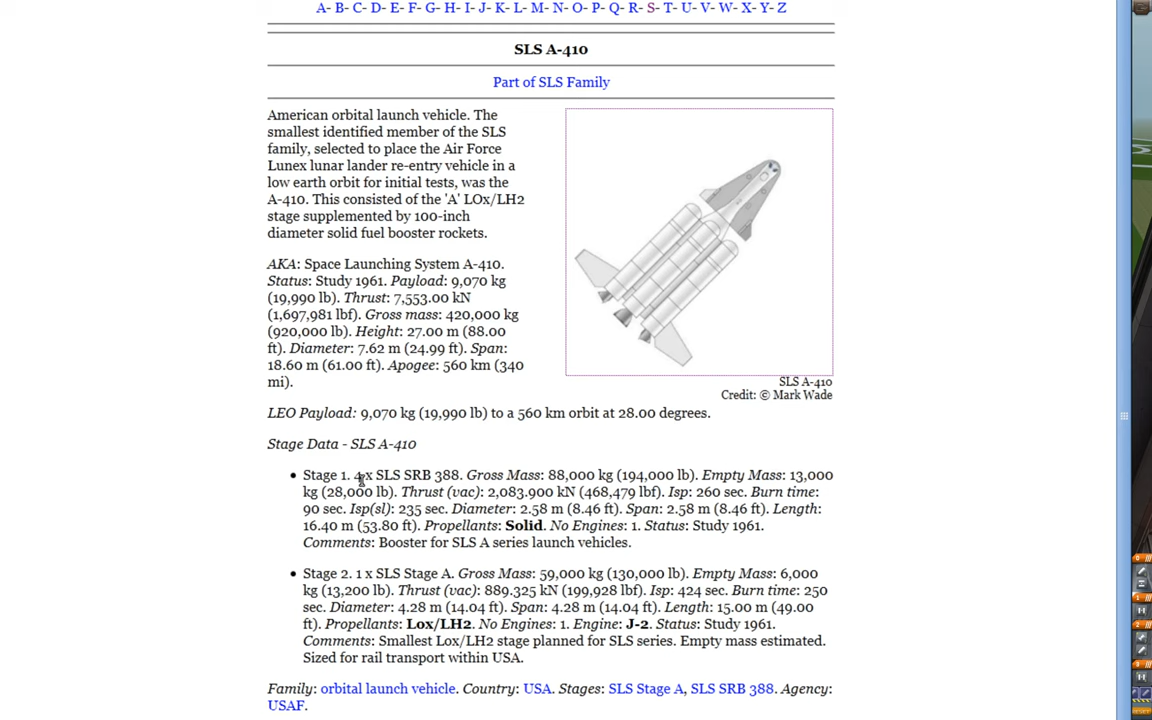 A- B- C- D- E- F- G- H- I- J- K- L- M- N- O- P- Q- R- S- T- U- V- W- X- Y- Z
SLS A-410
Part of SLS Family
American orbital launch vehicle. The
smallest identified member of the SLS
family, selected to place the Air Force
Lunex lunar lander re-entry vehicle in a
low earth orbit for initial tests, was the
A-410. This consisted of the 'A' LOx/LH2
stage supplemented by 100-inch
diameter solid fuel booster rockets.
AKA: Space Launching System A-410.
Status: Study 1961. Payload: 9,070 kg
(19,990 lb). Thrust: 7,553.00 kN
(1,697,981 lbf). Gross mass: 420,000 kg
(920,000 lb). Height: 27.00 m (88.00
ft). Diameter: 7.62 m (24.99 ft). Span:
18.60 m (61.00 ft). Apogee: 560 km (340
mi).
SLS A-410
Credit: © Mark Wade
LEO Payload: 9,070 kg (19,990 lb) to a 560 km orbit at 28.00 degrees.
Stage Data - SLS A-410
• Stage 1. 4 x SLS SRB 388. Gross Mass: 88,000 kg (194,000 lb). Empty Mass: 13,000
kg (28,000 lb). Thrust (vac): 2,083.900 kN (468,479 lbf). Isp: 260 sec. Burn time:
90 sec. Isp(sl): 235 sec. Diameter: 2.58 m (8.46 ft). Span: 2.58 m (8.46 ft). Length:
16.40 m (53.80 ft). Propellants: Solid. No Engines: 1. Status: Study 1961.
Comments: Booster for SLS A series launch vehicles.
• Stage 2. 1 x SLS Stage A. Gross Mass: 59,000 kg (130,000 lb). Empty Mass: 6,000
kg (13,200 lb). Thrust (vac): 889.325 kN (199,928 lbf). Isp: 424 sec. Burn time: 250
sec. Diameter: 4.28 m (14.04 ft). Span: 4.28 m (14.04 ft). Length: 15.00 m (49.00
ft). Propellants: Lox/LH2. No Engines: 1. Engine: J-2. Status: Study 1961.
Comments: Smallest Lox/LH2 stage planned for SLS series. Empty mass estimated.
Sized for rail transport within USA.
Family: orbital launch vehicle. Country: USA. Stages: SLS Stage A, SLS SRB 388. Agency:
USAF.